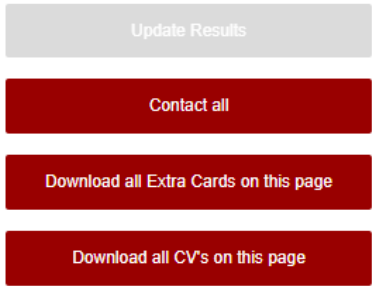 Update Results
Contact all
Download all Extra Cards on this page
Download all CV's on this page